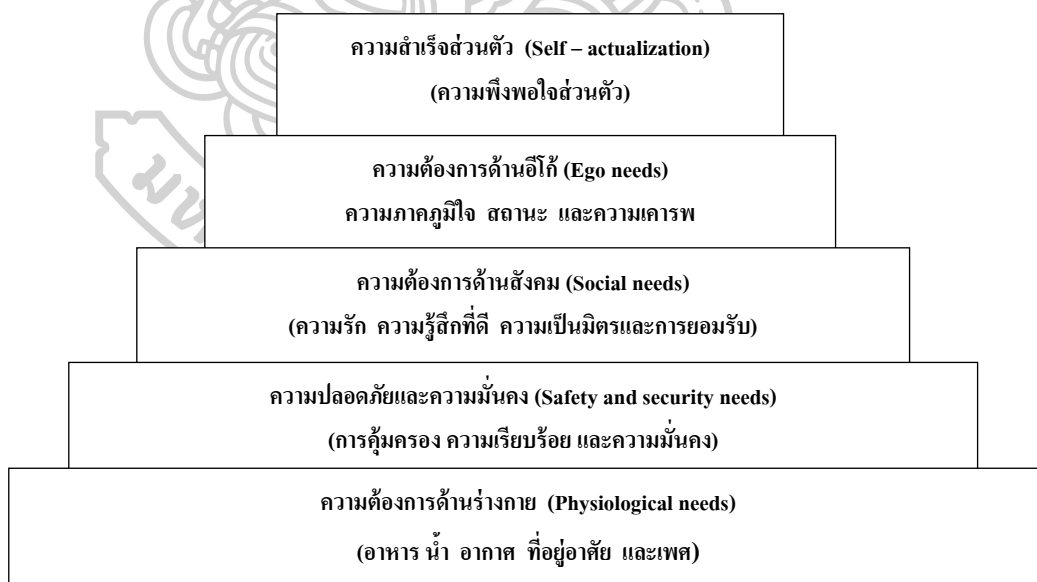 ความสำเร็จส่วนตัว (Self – actualization)
(ความพึงพอใจส่วนตัว)
ความต้องการด้านอีโก้ (Ego needs)
ความภาคภูมิใจ สถานะ และความเคารพ
ความต้องการด้านสังคม (Social needs)
(ความรัก ความรู้สึกที่ดี ความเป็นมิตรและการยอมรับ)
ความปลอดภัยและความมั่นคง (Safety and security needs)
(การคุ้มครอง ความเรียบร้อย และความมั่นคง)
ความต้องการด้านร่างกาย (Physiological needs)
(อาหาร น้ำ อากาศ ที่อยู่อาศัย และเพศ)